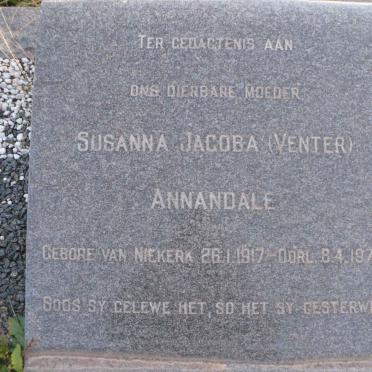 TER GEDAGTENIS AAN
ONS DIERBARE MOEDER
SUSANNA JACOBA (VENTER)
ANNANDALE
GEBORE VAN NIEKERK 26.1.1917 - OORL. 8.4.197
SOOS SY GELEWE HET, SO HET SY GESTERWE